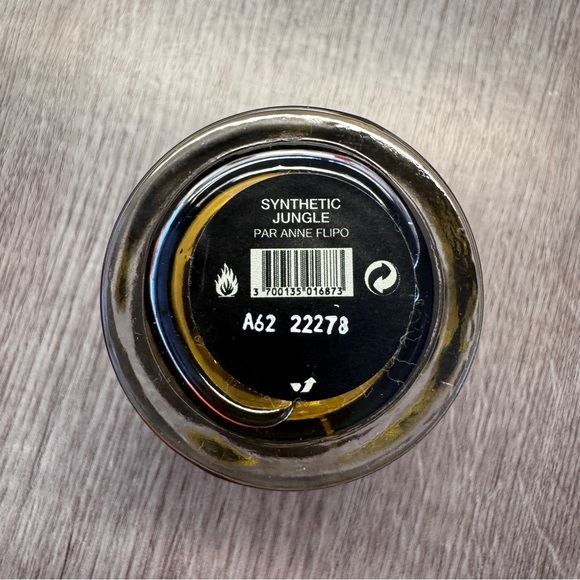 SYNTHETIC
JUNGLE
PAR ANNE FLIPO
3 700135 016873
A62 22278